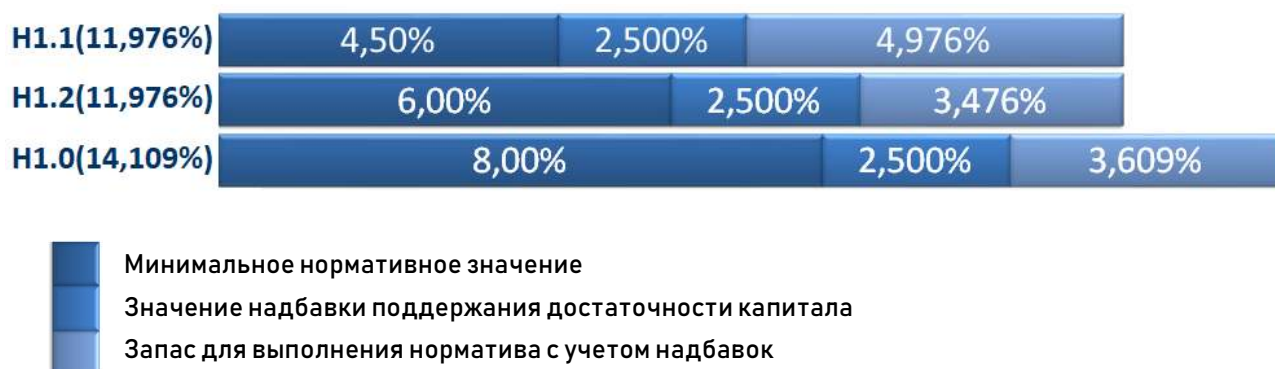 Н1.1(11,976%) 4,50% 2,500% 4,976%
Н1.2(11,976%) 6,00% 2,500% 3,476%
Н1.0(14,109%) 8,00% 2,500% 3,609%
Минимальное нормативное значение
Значение надбавки поддержания достаточности капитала
Запас для выполнения норматива с учетом надбавок